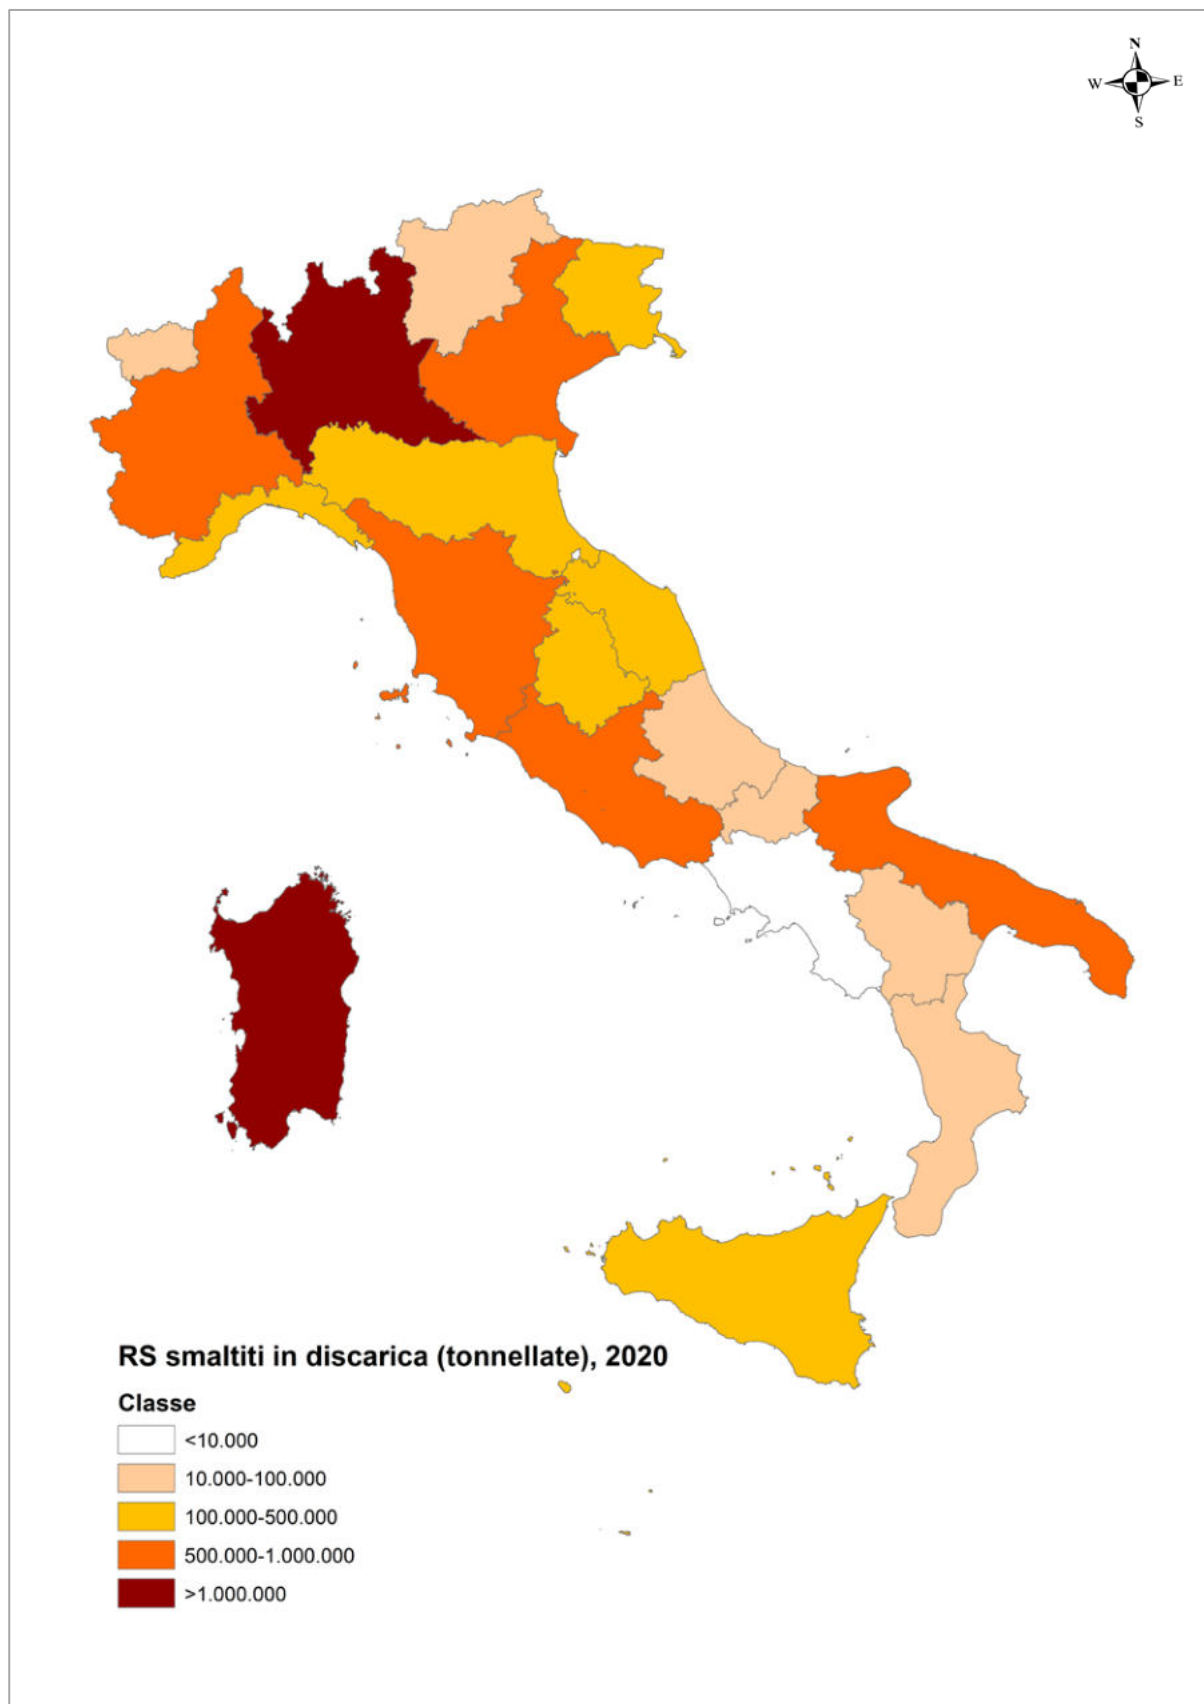 N
W E
S
RS smaltiti in discarica (tonnellate), 2020
Classe
<10.000
10.000-100.000
100.000-500.000
500.000-1.000.000
>1.000.000